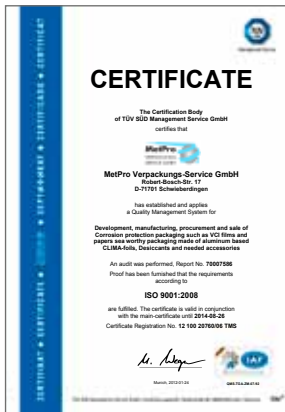 CERTIFICATE
The Certification Body
of TÜV SÜD Management Service GmbH
certifies that
MetPro
MetPro Verpackungs-Service GmbH
Robert-Bosch-Str. 17
D-71701 Schwieberdingen
has established and applies
a Quality Management System for
Development, manufacturing, procurement and sale of
Corrosion protection packaging such as VCI films and
papers sea worthy packaging made of aluminum based
CLIMA-foils, Desiccants and needed accessories
An audit was performed, Report No. 70007586
Proof has been furnished that the requirements
according to
ISO 9001:2008
are fulfilled. The certificate is valid in conjunction
with the main-certificate until 2014-08-26
Certificate Registration No. 12 100 20760/06 TMS
Munich, 2012-01-24
IAF